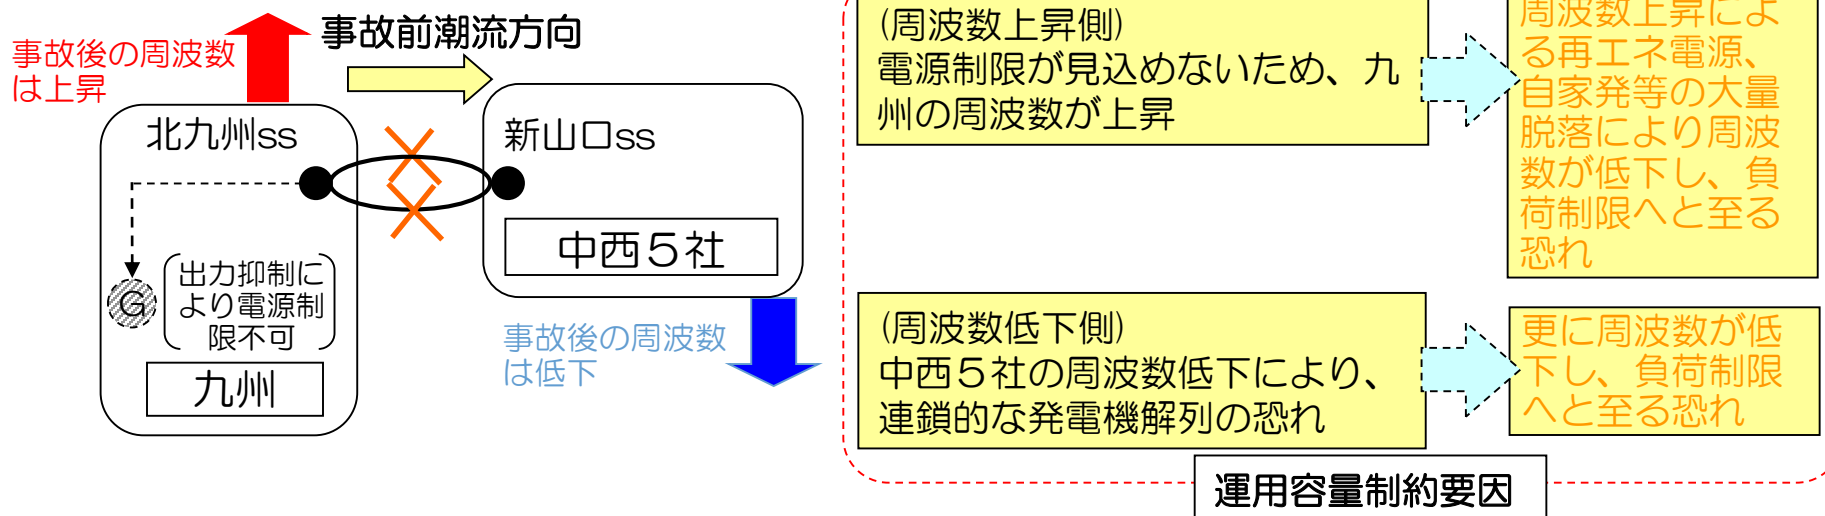 事故後の周波数
は上昇
事故前潮流方向
北九州ss
新山口ss
中西５社
G
出力抑制に
より電源制
限不可
九州
事故後の周波数
は低下
(周波数上昇側)
電源制限が見込めないため、九
州の周波数が上昇
周波数上昇によ
る再エネ電源、
自家発等の大量
脱落により周波
数が低下し、負
荷制限へと至る
恐れ
(周波数低下側)
中西５社の周波数低下により、
連鎖的な発電機解列の恐れ
更に周波数が低
下し、負荷制限
へと至る恐れ
運用容量制約要因